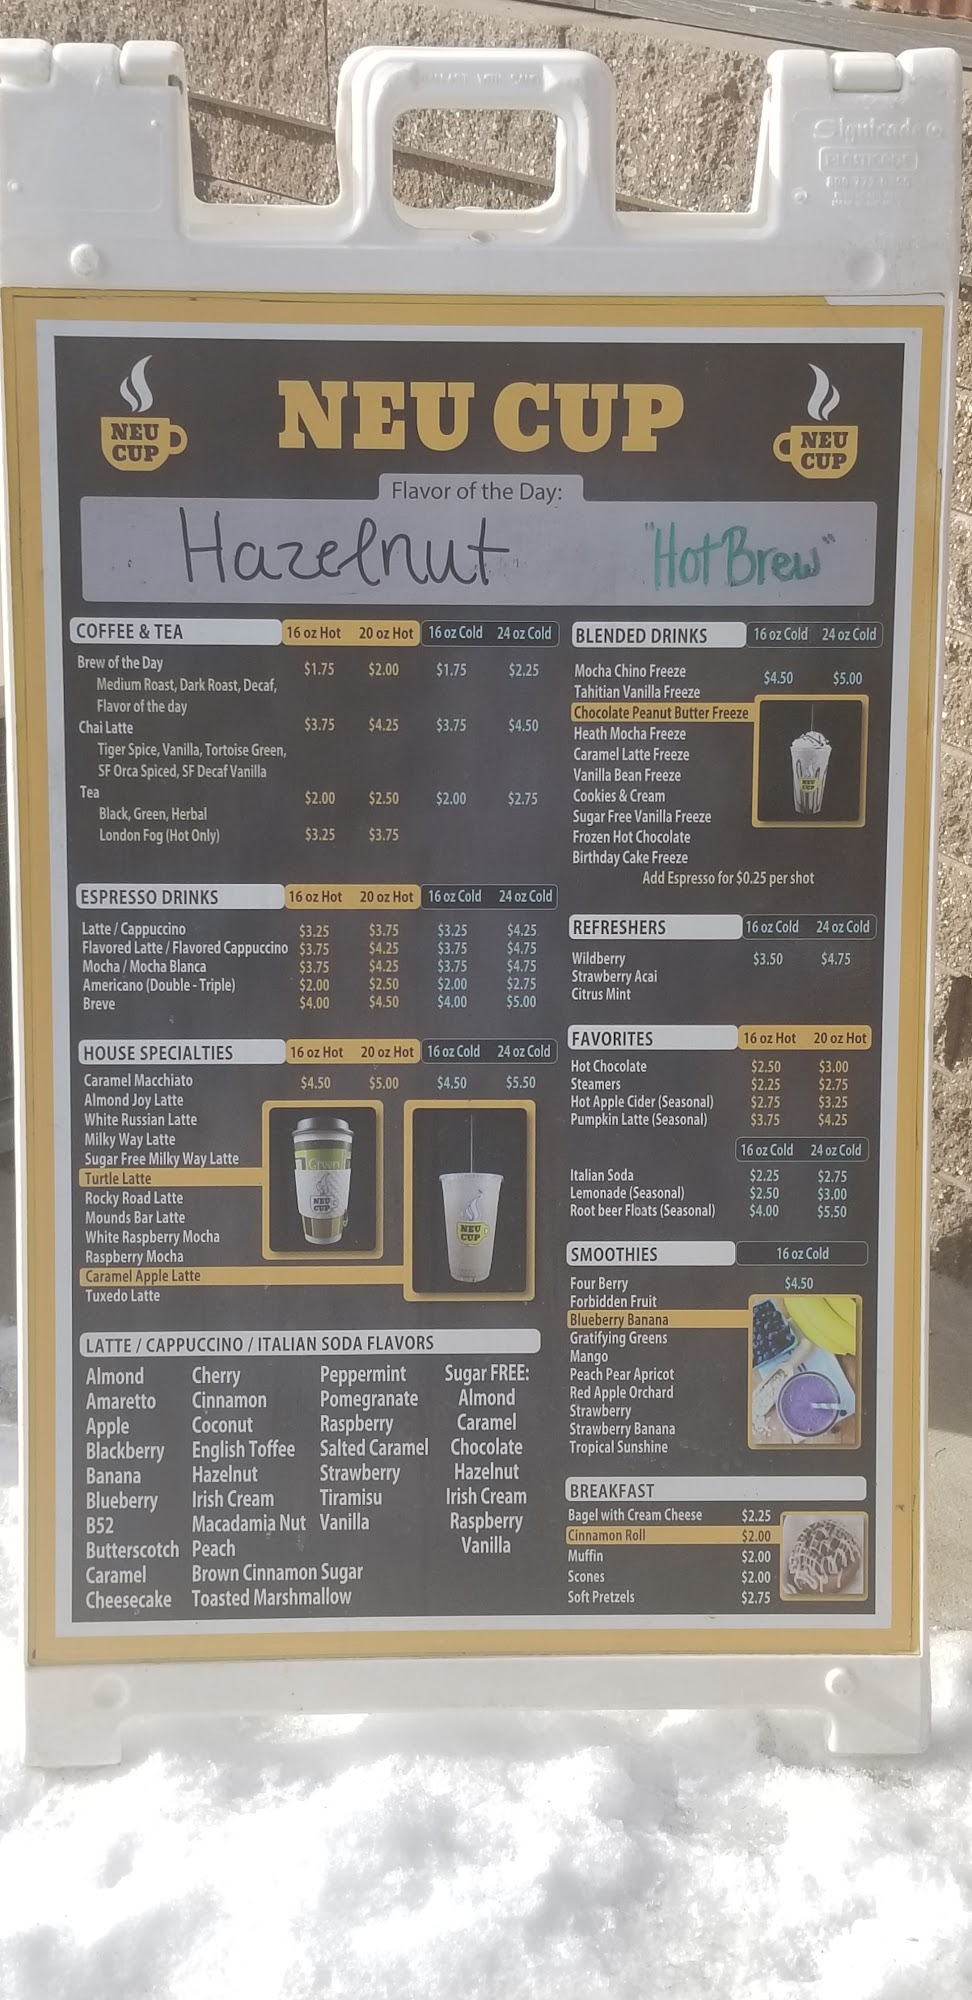 Signicade®
PLASTICADE
NEU
CUP
NEU CUP
NEU
CUP
Flavor of the Day:
Hazelnut "Hot Brew"
COFFEE & TEA 16 oz Hot 20 oz Hot 16 oz Cold 24 oz Cold
Brew of the Day $1.75 $2.00 $1.75 $2.25
Medium Roast, Dark Roast, Decaf,
Flavor of the day
Chai Latte $3.75 $4.25 $3.75 $4.50
Tiger Spice, Vanilla, Tortoise Green,
SF Orca Spiced, SF Decaf Vanilla
Tea $2.00 $2.50 $2.00 $2.75
Black, Green, Herbal
London Fog (Hot Only) $3.25 $3.75
ESPRESSO DRINKS 16 oz Hot 20 oz Hot 16 oz Cold 24 oz Cold
Latte / Cappuccino $3.25 $3.75 $3.25 $4.25
Flavored Latte / Flavored Cappuccino $3.75 $4.25 $3.75 $4.75
Mocha / Mocha Blanca $3.75 $4.25 $3.75 $4.75
Americano (Double - Triple) $2.00 $2.50 $2.00 $2.75
Breve $4.00 $4.50 $4.00 $5.00
HOUSE SPECIALTIES 16 oz Hot 20 oz Hot 16 oz Cold 24 oz Cold
Caramel Macchiato $4.50 $5.00 $4.50 $5.50
Almond Joy Latte
White Russian Latte
Milky Way Latte
Sugar Free Milky Way Latte
Turtle Latte
Rocky Road Latte
Mounds Bar Latte
White Raspberry Mocha
Raspberry Mocha
Caramel Apple Latte
Tuxedo Latte
Green
NEU
CUP
NEU
CUP
LATTE / CAPPUCCINO / ITALIAN SODA FLAVORS
Almond Cherry Peppermint Sugar FREE:
Amaretto Cinnamon Pomegranate Almond
Apple Coconut Raspberry Caramel
Blackberry English Toffee Salted Caramel Chocolate
Banana Hazelnut Strawberry Hazelnut
Blueberry Irish Cream Tiramisu Irish Cream
B52 Macadamia Nut Vanilla Raspberry
Butterscotch Peach Vanilla
Caramel Brown Cinnamon Sugar
Cheesecake Toasted Marshmallow
BLENDED DRINKS 16 oz Cold 24 oz Cold
Mocha Chino Freeze $4.50 $5.00
Tahitian Vanilla Freeze
Chocolate Peanut Butter Freeze
Heath Mocha Freeze
Caramel Latte Freeze
Vanilla Bean Freeze
Cookies & Cream
Sugar Free Vanilla Freeze
Frozen Hot Chocolate
Birthday Cake Freeze
Add Espresso for $0.25 per shot
NEU
CUP
REFRESHERS 16 oz Cold 24 oz Cold
Wildberry $3.50 $4.75
Strawberry Acai
Citrus Mint
FAVORITES 16 oz Hot 20 oz Hot
Hot Chocolate $2.50 $3.00
Steamers $2.25 $2.75
Hot Apple Cider (Seasonal) $2.75 $3.25
Pumpkin Latte (Seasonal) $3.75 $4.25
16 oz Cold 24 oz Cold
Italian Soda $2.25 $2.75
Lemonade (Seasonal) $2.50 $3.00
Root beer Floats (Seasonal) $4.00 $5.50
SMOOTHIES 16 oz Cold
Four Berry $4.50
Forbidden Fruit
Blueberry Banana
Gratifying Greens
Mango
Peach Pear Apricot
Red Apple Orchard
Strawberry
Strawberry Banana
Tropical Sunshine
BREAKFAST
Bagel with Cream Cheese $2.25
Cinnamon Roll $2.00
Muffin $2.00
Scones $2.00
Soft Pretzels $2.75